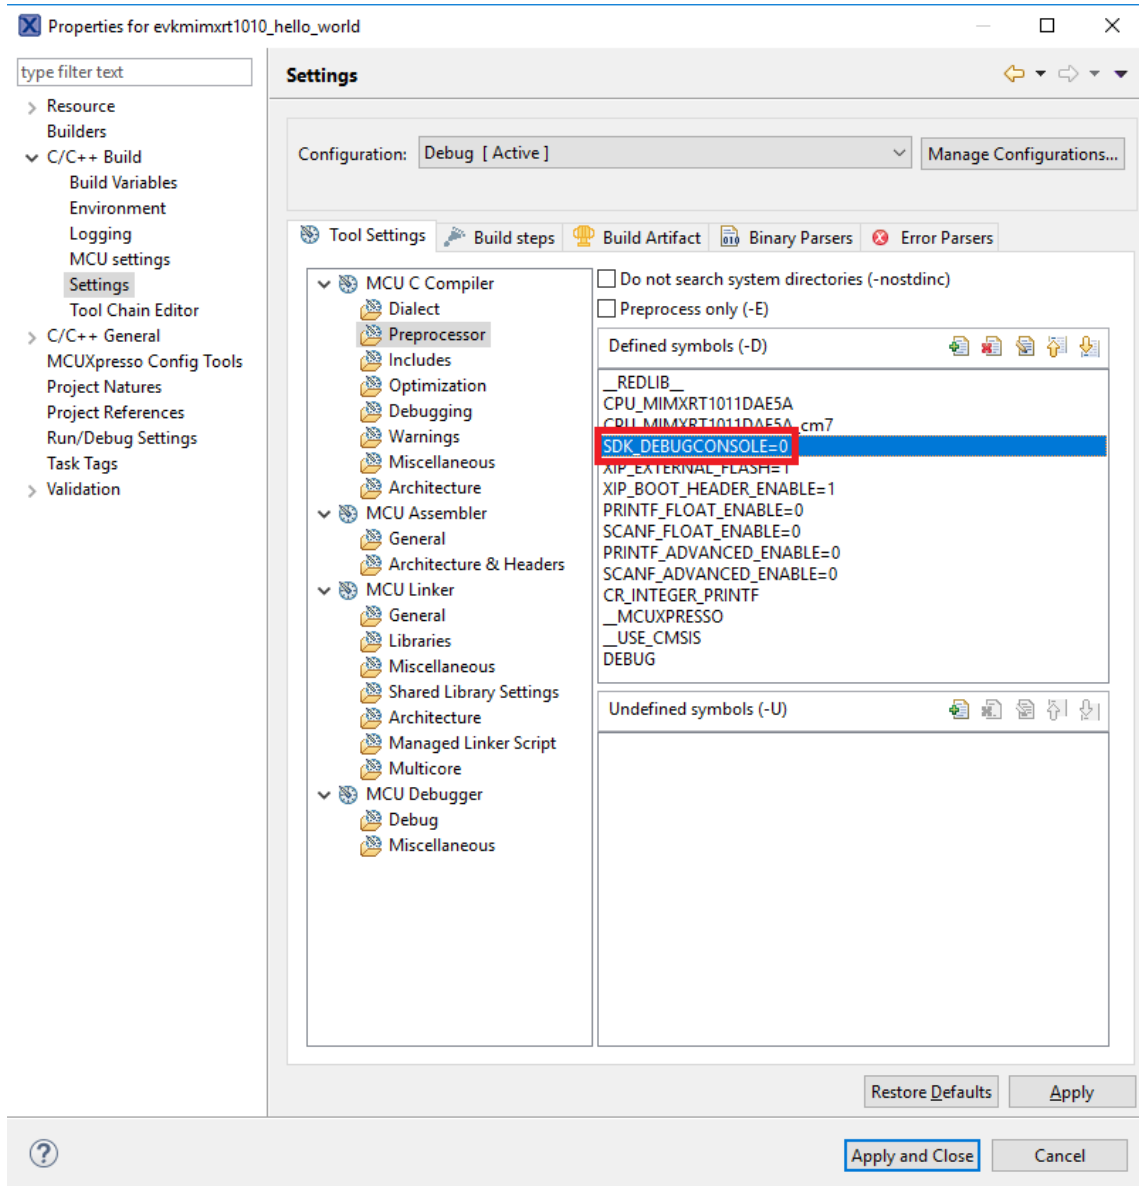 Properties for evkmimxrt1010_hello_world
type filter text
Resource
Builders
C/C++ Build
Build Variables
Environment
Logging
MCU settings
Settings
Tool Chain Editor
C/C++ General
MCUXpresso Config Tools
Project Natures
Project References
Run/Debug Settings
Task Tags
Validation
Settings
Configuration: Debug [ Active ] Manage Configurations...
Tool Settings Build steps Build Artifact Binary Parsers Error Parsers
MCU C Compiler
Dialect
Preprocessor
Includes
Optimization
Debugging
Warnings
Miscellaneous
Architecture
MCU Assembler
General
Architecture & Headers
MCU Linker
General
Libraries
Miscellaneous
Shared Library Settings
Architecture
Managed Linker Script
Multicore
MCU Debugger
Debug
Miscellaneous
Do not search system directories (-nostdinc)
Preprocess only (-E)
Defined symbols (-D)
__REDLIB__
CPU_MIMXRT1011DAE5A
CPU_MIMXRT1011DAE5A_cm7
SDK_DEBUGCONSOLE=0
XIP_EXTERNAL_FLASH=1
XIP_BOOT_HEADER_ENABLE=1
PRINTF_FLOAT_ENABLE=0
SCANF_FLOAT_ENABLE=0
PRINTF_ADVANCED_ENABLE=0
SCANF_ADVANCED_ENABLE=0
CR_INTEGER_PRINTF
__MCUXPRESSO
__USE_CMSIS
DEBUG
Undefined symbols (-U)
Restore Defaults Apply
Apply and Close Cancel